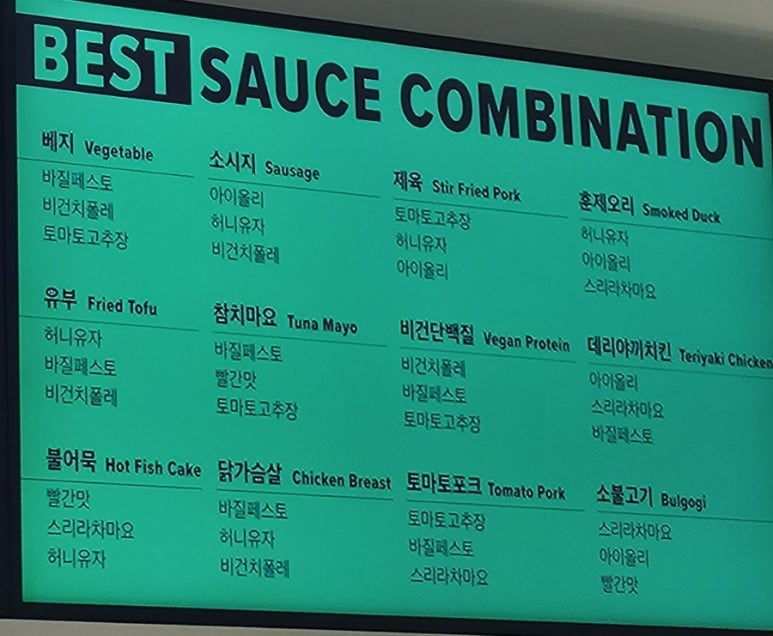 BEST SAUCE COMBINATION
베지 Vegetable
바질페스토
비건치폴레
토마토고추장
소시지 Sausage
아이올리
허니유자
비건치폴레
제육 Stir Fried Pork
토마토고추장
허니유자
아이올리
훈제오리 Smoked Duck
허니유자
아이올리
스리라차마요
유부 Fried Tofu
허니유자
바질페스토
비건치폴레
참치마요 Tuna Mayo
바질페스토
빨간맛
토마토고추장
비건단백질 Vegan Protein
비건치폴레
바질페스토
토마토고추장
데리야끼치킨 Teriyaki Chicken
아이올리
스리라차마요
바질페스토
불어묵 Hot Fish Cake
빨간맛
스리라차마요
허니유자
닭가슴살 Chicken Breast
바질페스토
허니유자
비건치폴레
토마토포크 Tomato Pork
토마토고추장
바질페스토
스리라차마요
소불고기 Bulgogi
스리라차마요
아이올리
빨간맛